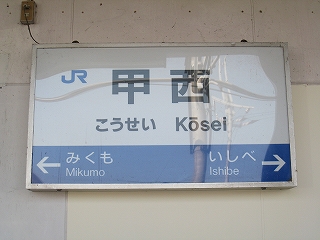 JR
甲西
こうせい Kōsei
← みくも いしべ →
Mikumo Ishibe